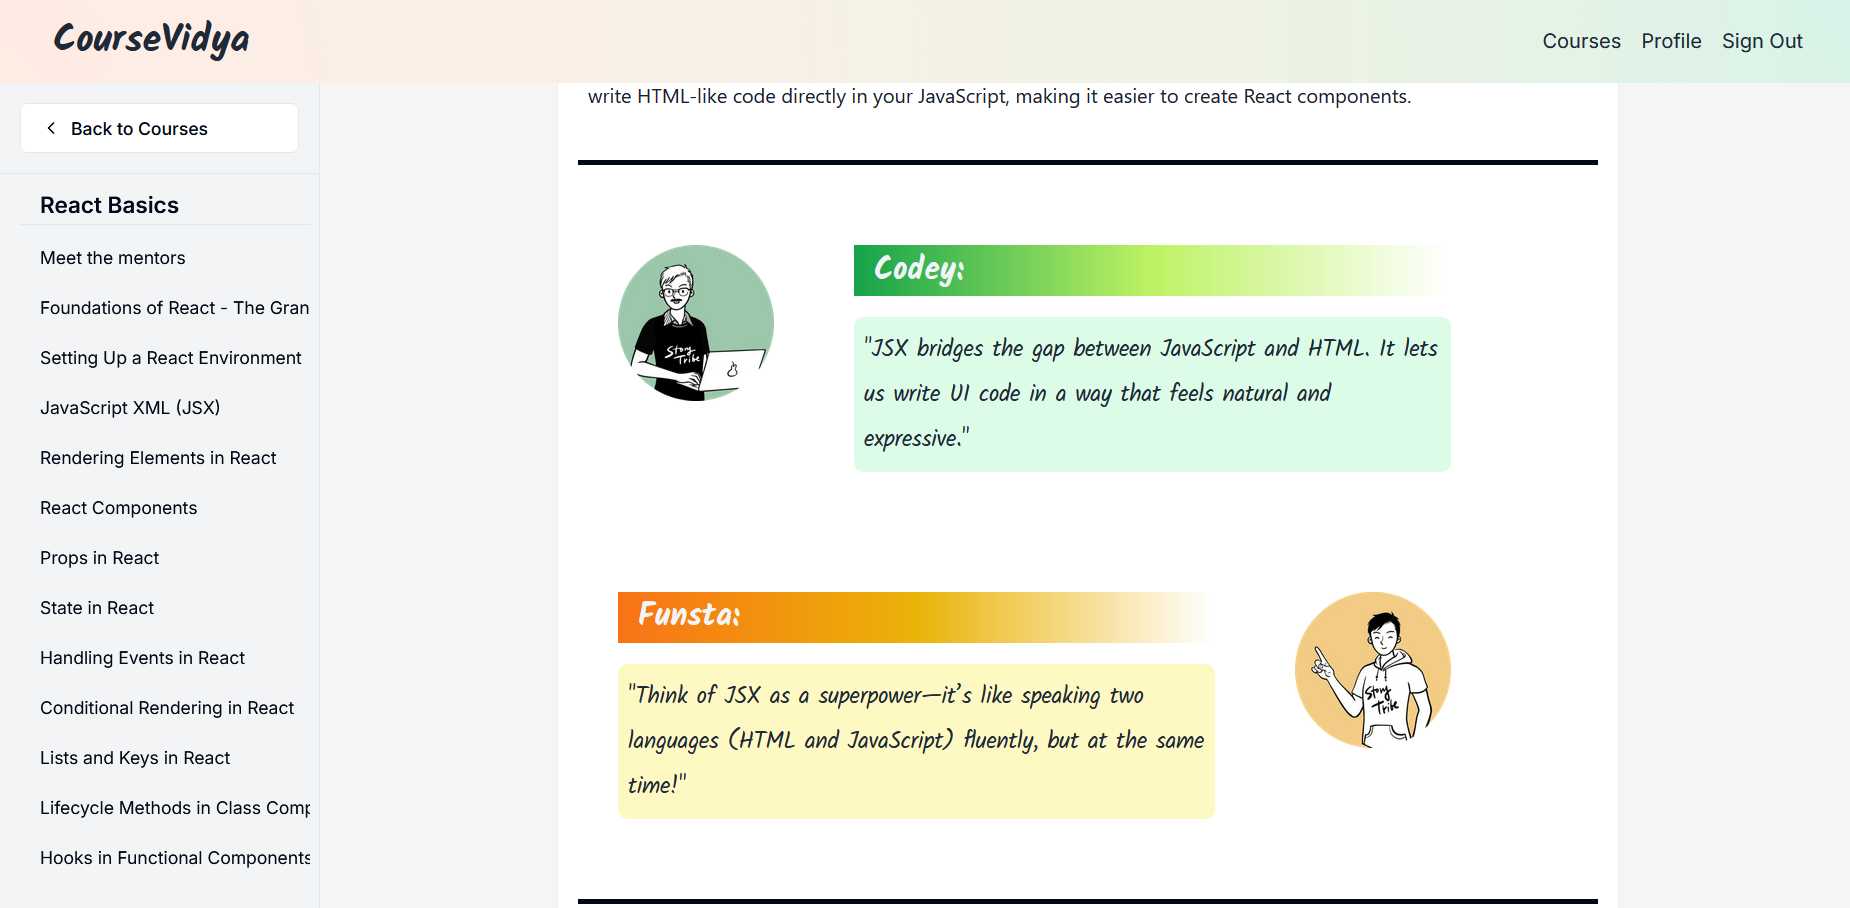 CourseVidya
Courses Profile Sign Out
Back to Courses
React Basics
Meet the mentors
Foundations of React - The Gran
Setting Up a React Environment
JavaScript XML (JSX)
Rendering Elements in React
React Components
Props in React
State in React
Handling Events in React
Conditional Rendering in React
Lists and Keys in React
Lifecycle Methods in Class Comp
Hooks in Functional Components
write HTML-like code directly in your JavaScript, making it easier to create React components.
Story
Tribe
Codey:
"JSX bridges the gap between JavaScript and HTML. It lets
us write UI code in a way that feels natural and
expressive."
Funsta:
"Think of JSX as a superpower—it’s like speaking two
languages (HTML and JavaScript) fluently, but at the same
time!"
Story
Tribe